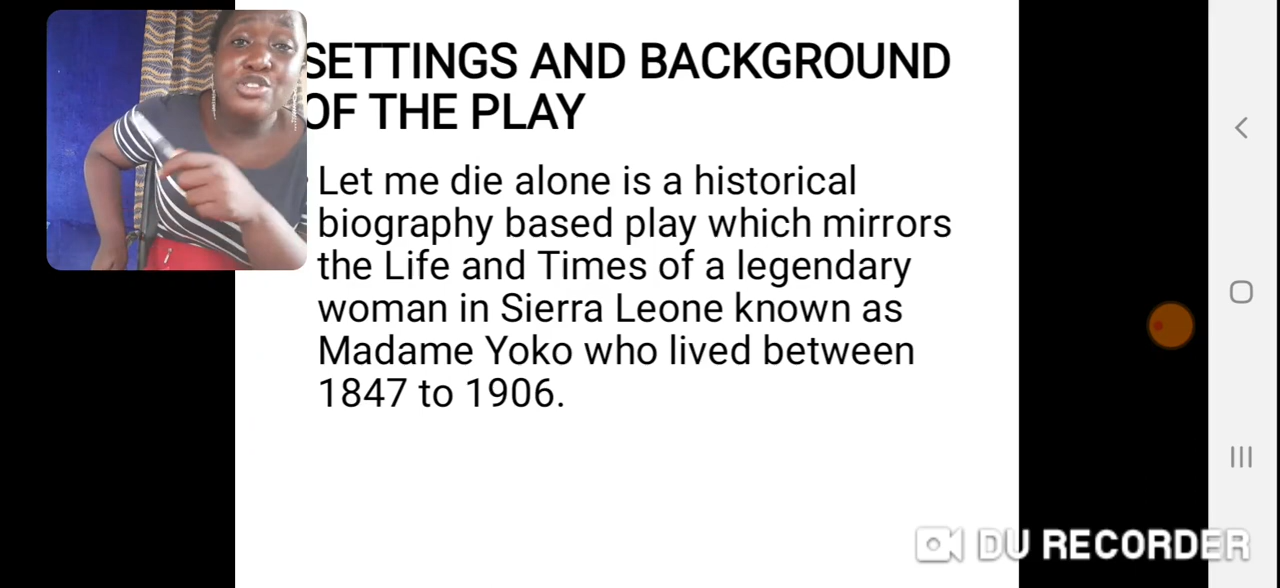 SETTINGS AND BACKGROUND
OF THE PLAY
Let me die alone is a historical
biography based play which mirrors
the Life and Times of a legendary
woman in Sierra Leone known as
Madame Yoko who lived between
1847 to 1906.
DU RECORDER